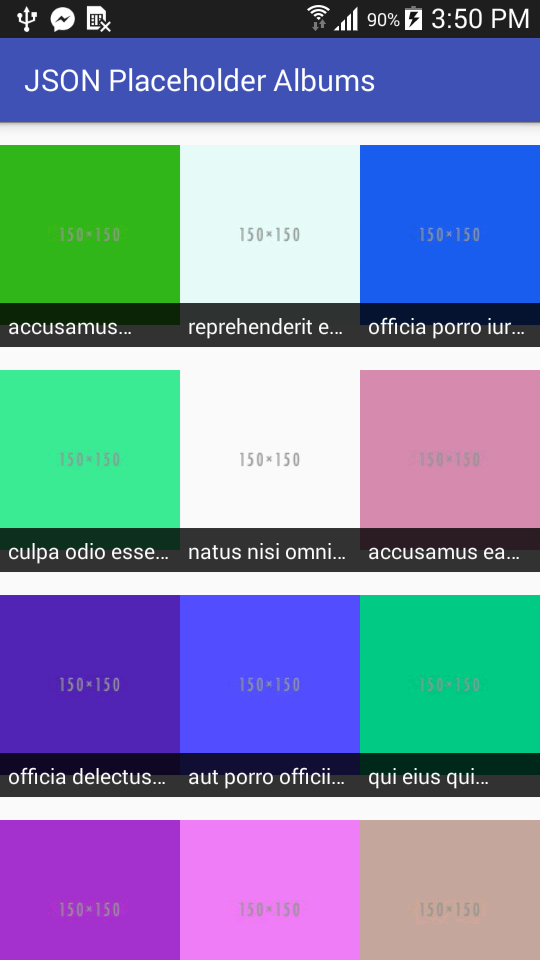 90% 3:50 PM
JSON Placeholder Albums
150×150 150×150 150×150
accusamus... reprehenderit e... officia porro iur...
150×150 150×150 150×150
culpa odio esse... natus nisi omni... accusamus ea...
150×150 150×150 150×150
officia delectus... aut porro officii... qui eius qui...
150×150 150×150 150×150